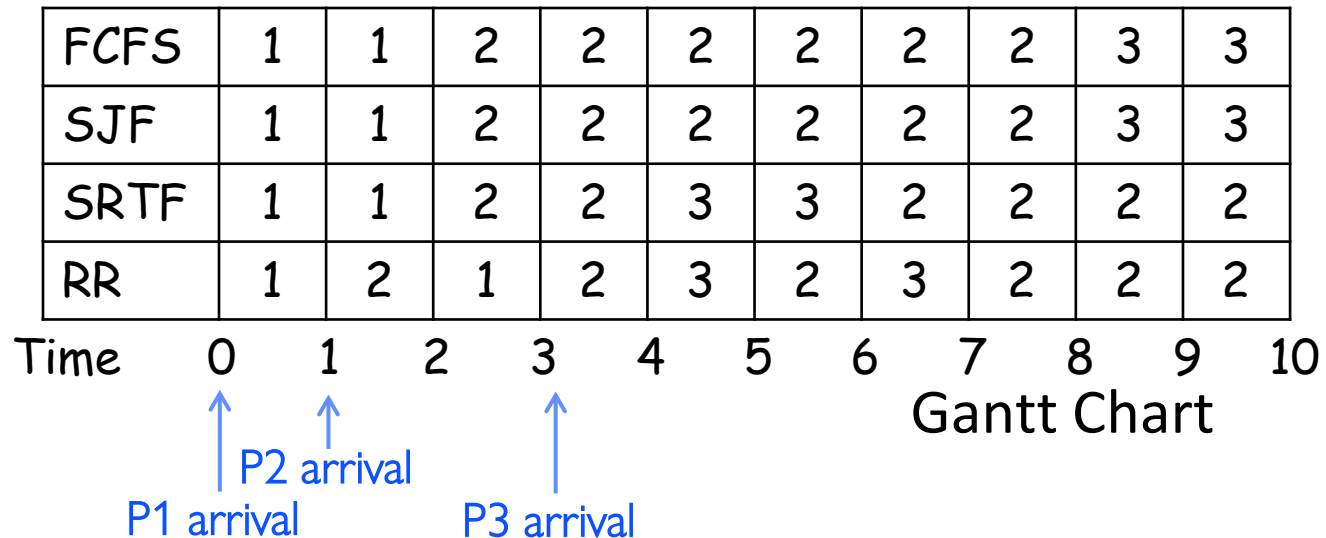 FCFS 1 1 2 2 2 2 2 2 3 3
SJF 1 1 2 2 2 2 2 2 3 3
SRTF 1 1 2 2 3 3 2 2 2 2
RR 1 2 1 2 3 2 3 2 2 2
Time 0 1 2 3 4 5 6 7 8 9 10
Gantt Chart
P2 arrival
P1 arrival P3 arrival